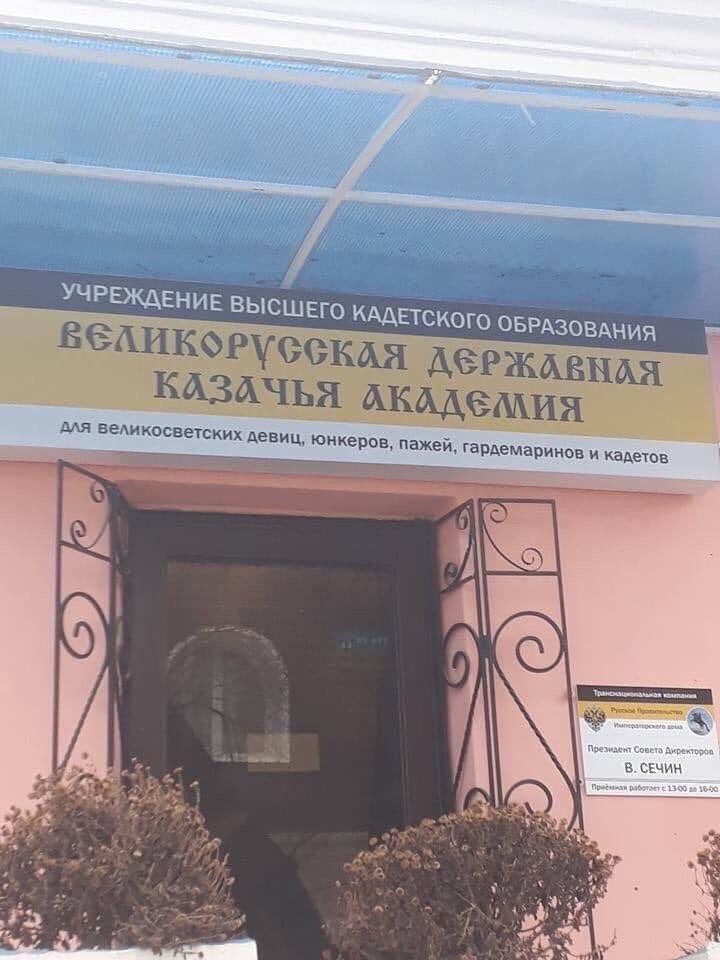 УЧРЕЖДЕНИЕ ВЫСШЕГО КАДЕТСКОГО ОБРАЗОВАНИЯ
ВЕЛИКОРУССКАЯ ДЕРЖАВНАЯ
КАЗАЧЬЯ АКАДЕМИЯ
для великосветских девиц, юнкеров, пажей, гардемаринов и кадетов
Транснациональная компания
Русское Правительство
Императорского дома
Президент Совета Директоров
В. СЕЧИН
Приёмная работает с 13-00 до 16-00